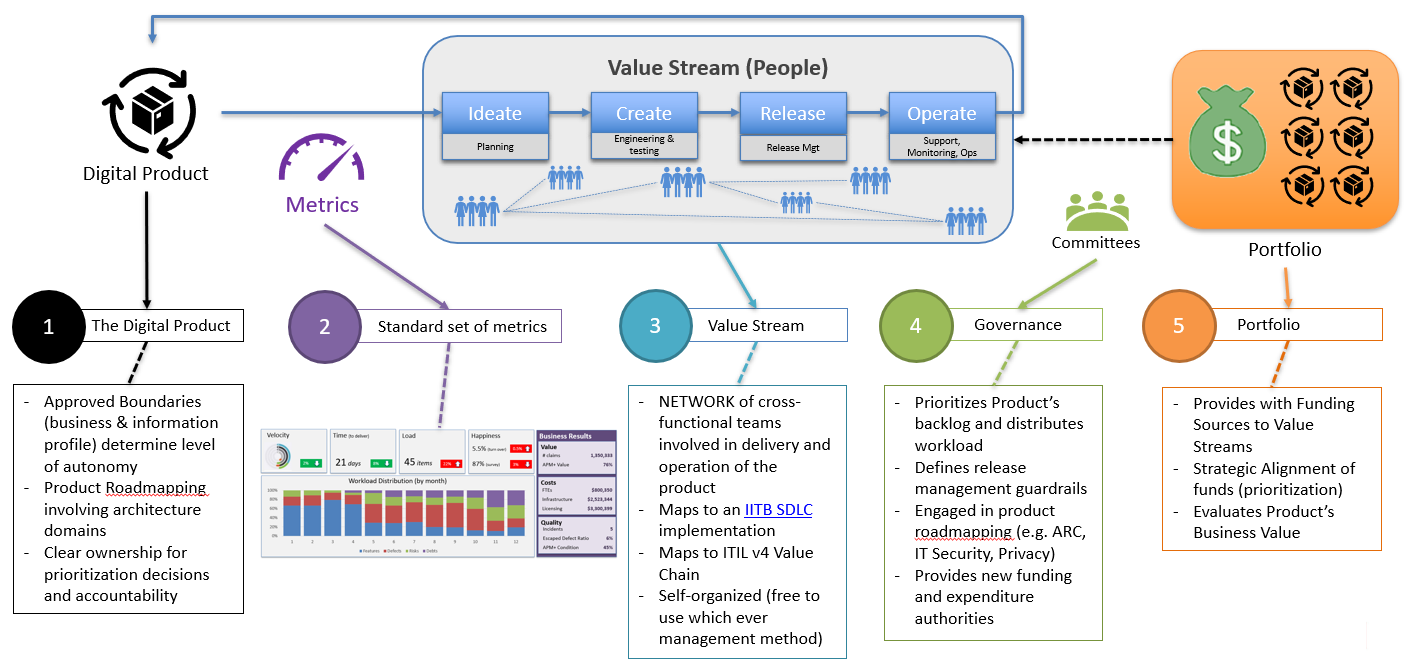 Value Stream (People)
Ideate
Planning
Create
Engineering &
testing
Release
Release Mgt
Operate
Support,
Monitoring, Ops
Digital Product
Metrics
Committees
$
Portfolio
1
The Digital Product
2
Standard set of metrics
3
Value Stream
4
Governance
5
Portfolio
- Approved Boundaries
(business & information
profile) determine level
of autonomy
- Product Roadmapping
involving architecture
domains
- Clear ownership for
prioritization decisions
and accountability
Velocity
2%
Time (to deliver)
21 days
Load
45 items
Happiness
5.5% (turn over)
87% (survey)
Workload Distribution (by month)
100%
80%
60%
40%
20%
0%
1 2 3 4 5 6 7 8 9 10 11 12
Features Defects Risks Debts
Business Results
Value
# claims 1,350,333
APM+ Value 76%
Costs
FTEs $800,350
Infrastructure $2,523,344
Licensing $3,300,399
Quality
Incidents
Escaped Defect Ratio 6%
APM+ Condition 45%
- NETWORK of cross-
functional teams
involved in delivery and
operation of the
product
- Maps to an IITB SDLC
implementation
- Maps to ITIL v4 Value
Chain
- Self-organized (free to
use which ever
management method)
- Prioritizes Product's
backlog and distributes
workload
- Defines release
management guardrails
- Engaged in product
roadmapping (e.g. ARC,
IT Security, Privacy)
- Provides new funding
and expenditure
authorities
- Provides with Funding
Sources to Value
Streams
- Strategic Alignment of
funds (prioritization)
- Evaluates Product's
Business Value